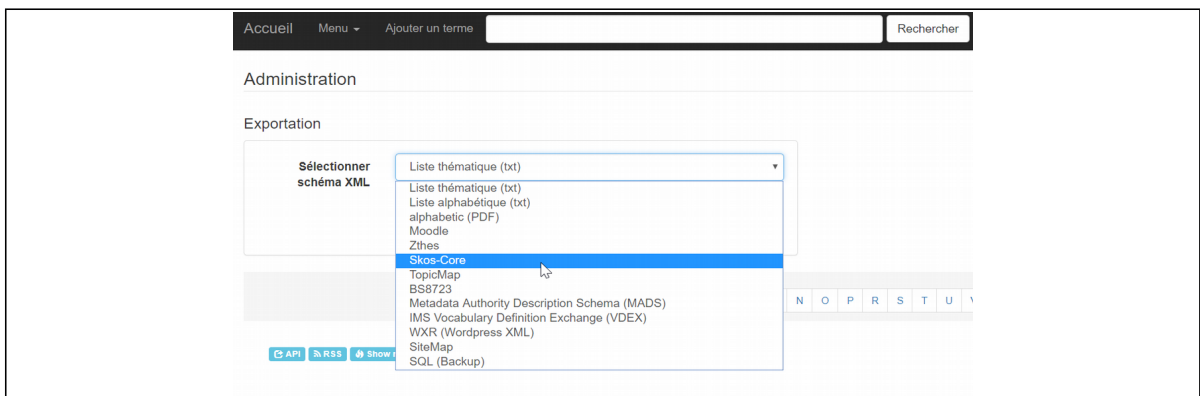 Accueil Menu Ajouter un terme Rechercher
Administration
Exportation
Sélectionner schéma XML
Liste thématique (txt)
Liste thématique (txt)
Liste alphabétique (txt)
alphabetic (PDF)
Moodle
Zthes
Skos-Core
TopicMap
BS8723
Metadata Authority Description Schema (MADS)
IMS Vocabulary Definition Exchange (VDEX)
WXR (Wordpress XML)
SiteMap
SQL (Backup)
N O P R S T U
API RSS Show